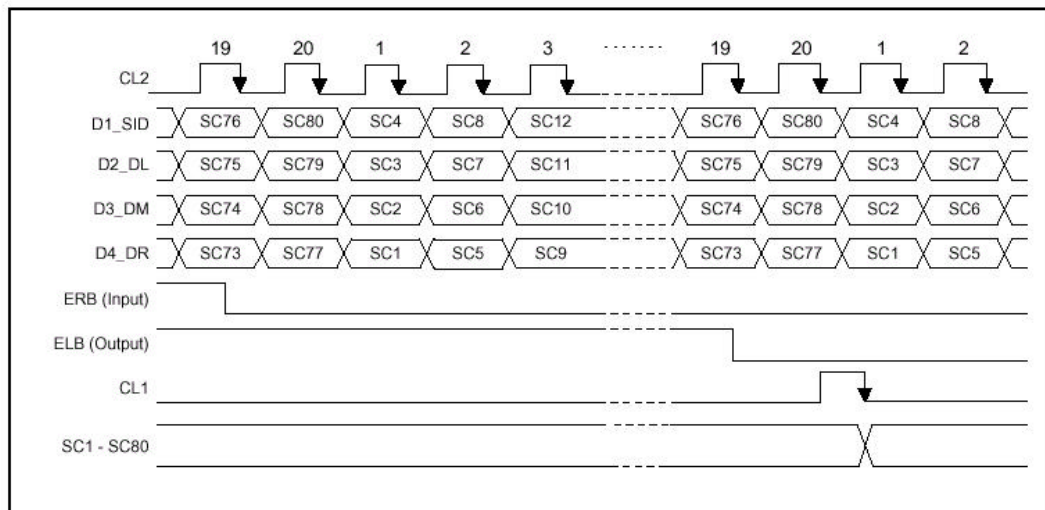 19 20 1 2 3 ....... 19 20 1 2
CL2
D1_SID SC76 SC80 SC4 SC8 SC12 SC76 SC80 SC4 SC8
D2_DL SC75 SC79 SC3 SC7 SC11 SC75 SC79 SC3 SC7
D3_DM SC74 SC78 SC2 SC6 SC10 SC74 SC78 SC2 SC6
D4_DR SC73 SC77 SC1 SC5 SC9 SC73 SC77 SC1 SC5
ERB (Input)
ELB (Output)
CL1
SC1 - SC80